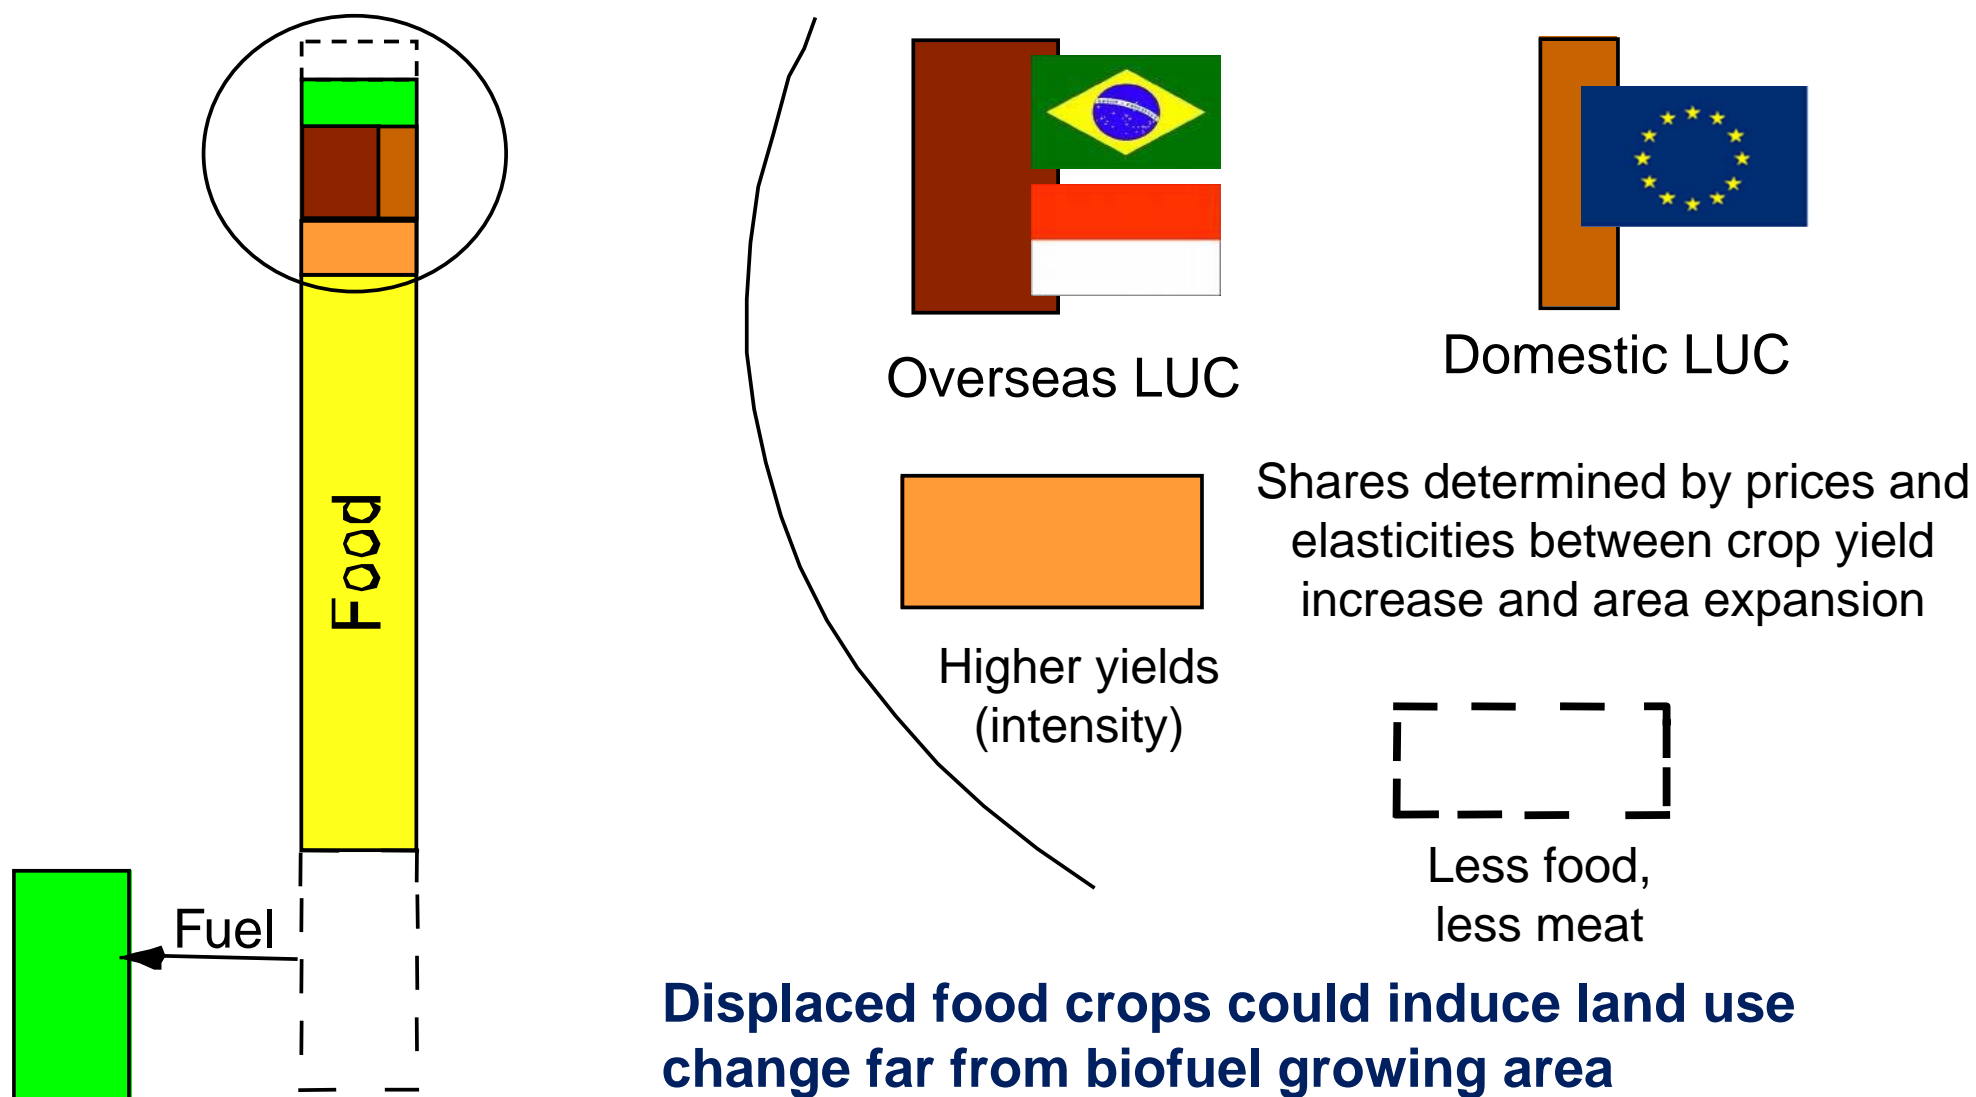 Food
Fuel
Overseas LUC
Domestic LUC
Higher yields
(intensity)
Shares determined by prices and
elasticities between crop yield
increase and area expansion
Less food,
less meat
Displaced food crops could induce land use
change far from biofuel growing area